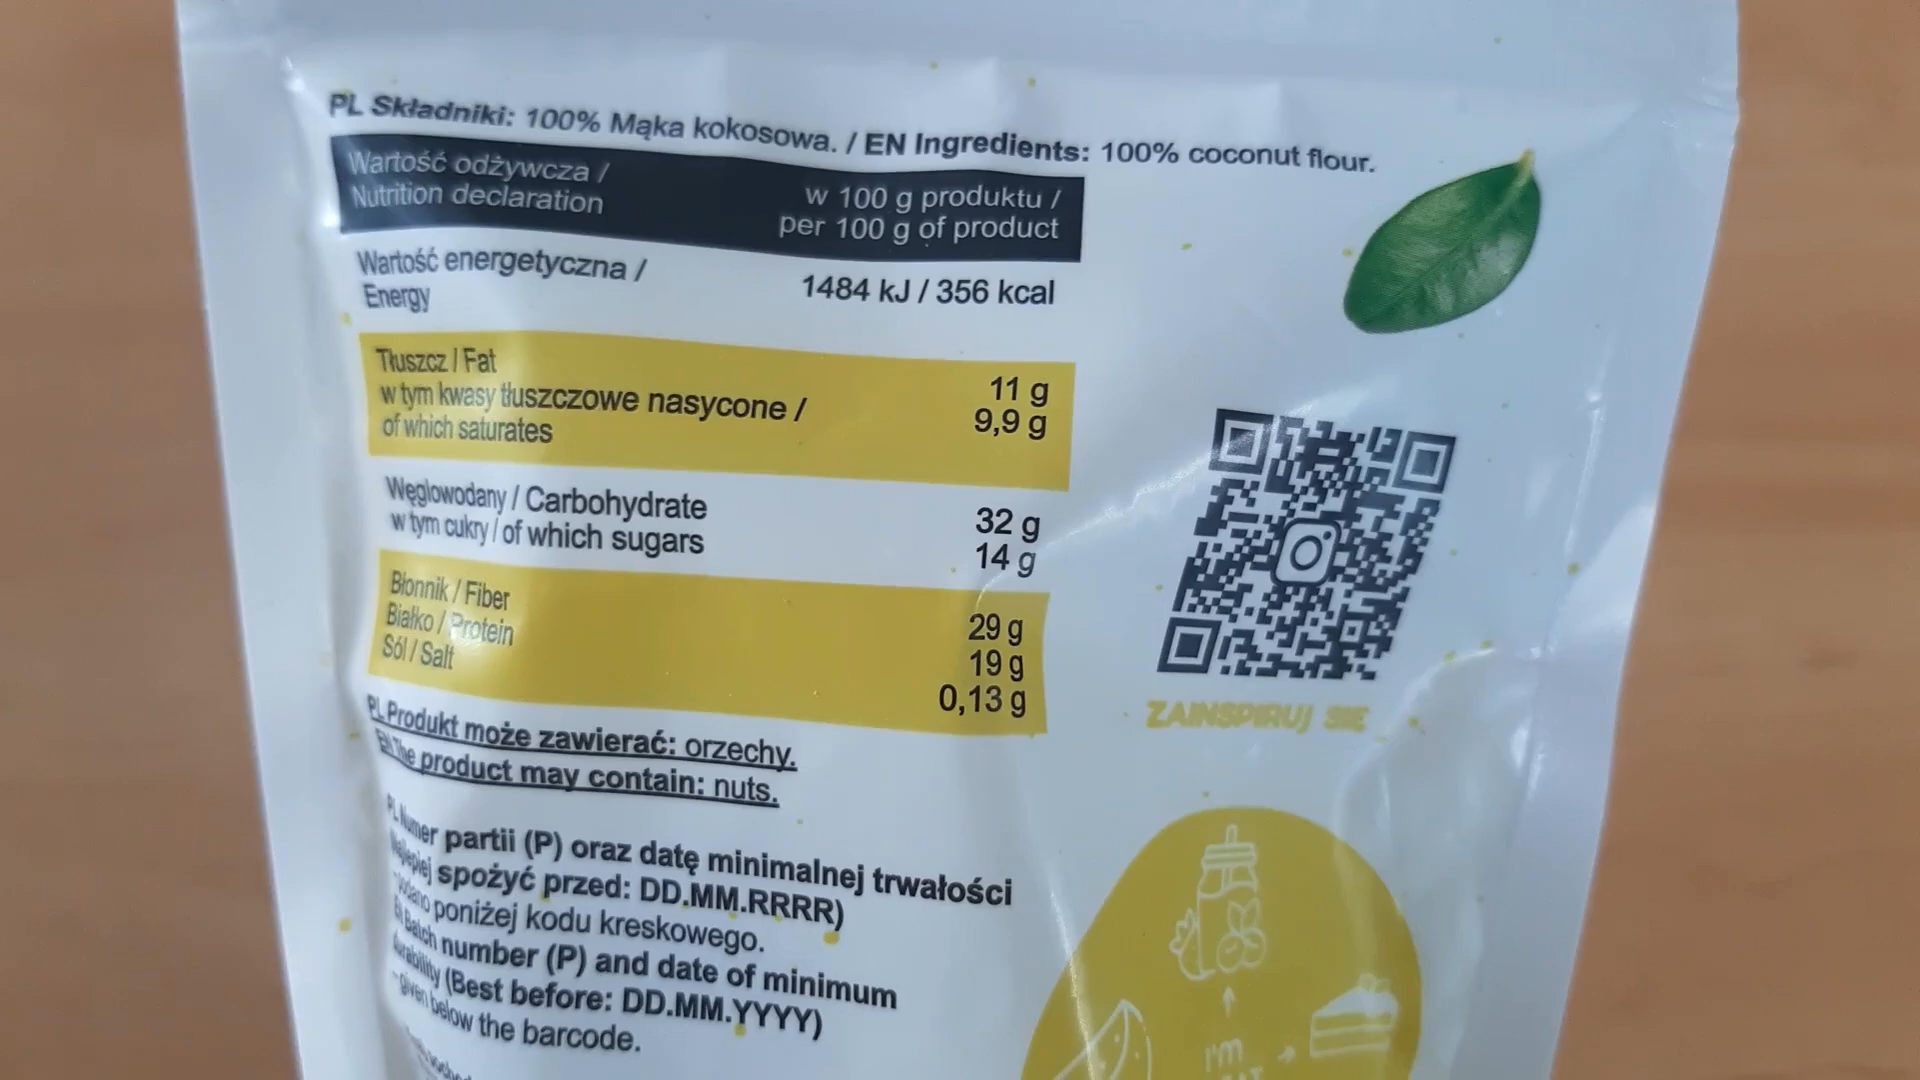 PL Składniki: 100% Mąka kokosowa. / EN Ingredients: 100% coconut flour.
Wartość odżywcza /
Nutrition declaration
w 100 g produktu /
per 100 g of product
Wartość energetyczna /
Energy
1484 kJ / 356 kcal
Tłuszcz / Fat
11 g
w tym kwasy tłuszczowe nasycone /
of which saturates
9,9 g
Węglowodany / Carbohydrate
32 g
w tym cukry / of which sugars
14 g
Błonnik / Fiber
29 g
Białko / Protein
19 g
Sól / Salt
0,13 g
PL Produkt może zawierać: orzechy.
EN The product may contain: nuts.
PL Numer partii (P) oraz datę minimalnej trwałości
Najlepiej spożyć przed: DD.MM.RRRR)
poniżej kodu kreskowego.
EN Batch number (P) and date of minimum
durability (Best before: DD.MM.YYYY)
- given below the barcode.
ZAINSPIRUJ SIĘ
I'm